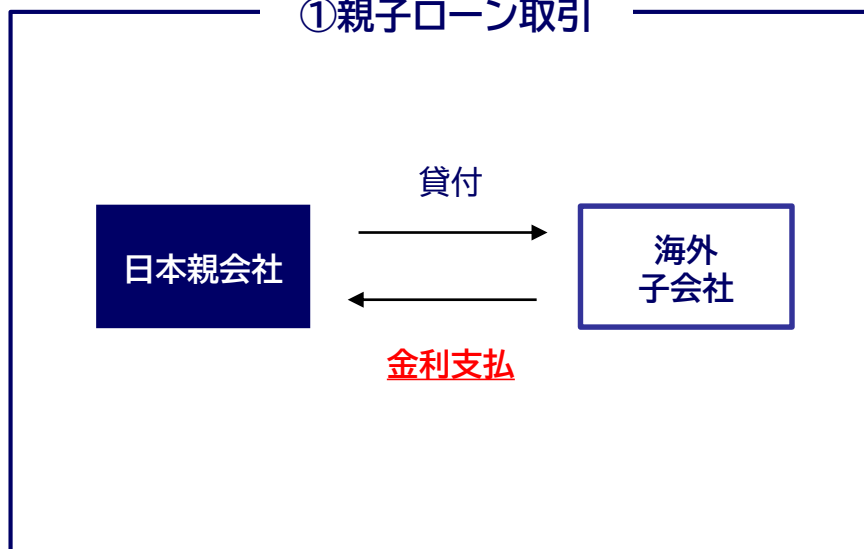 ①親子ローン取引
貸付
日本親会社
海外
子会社
金利支払